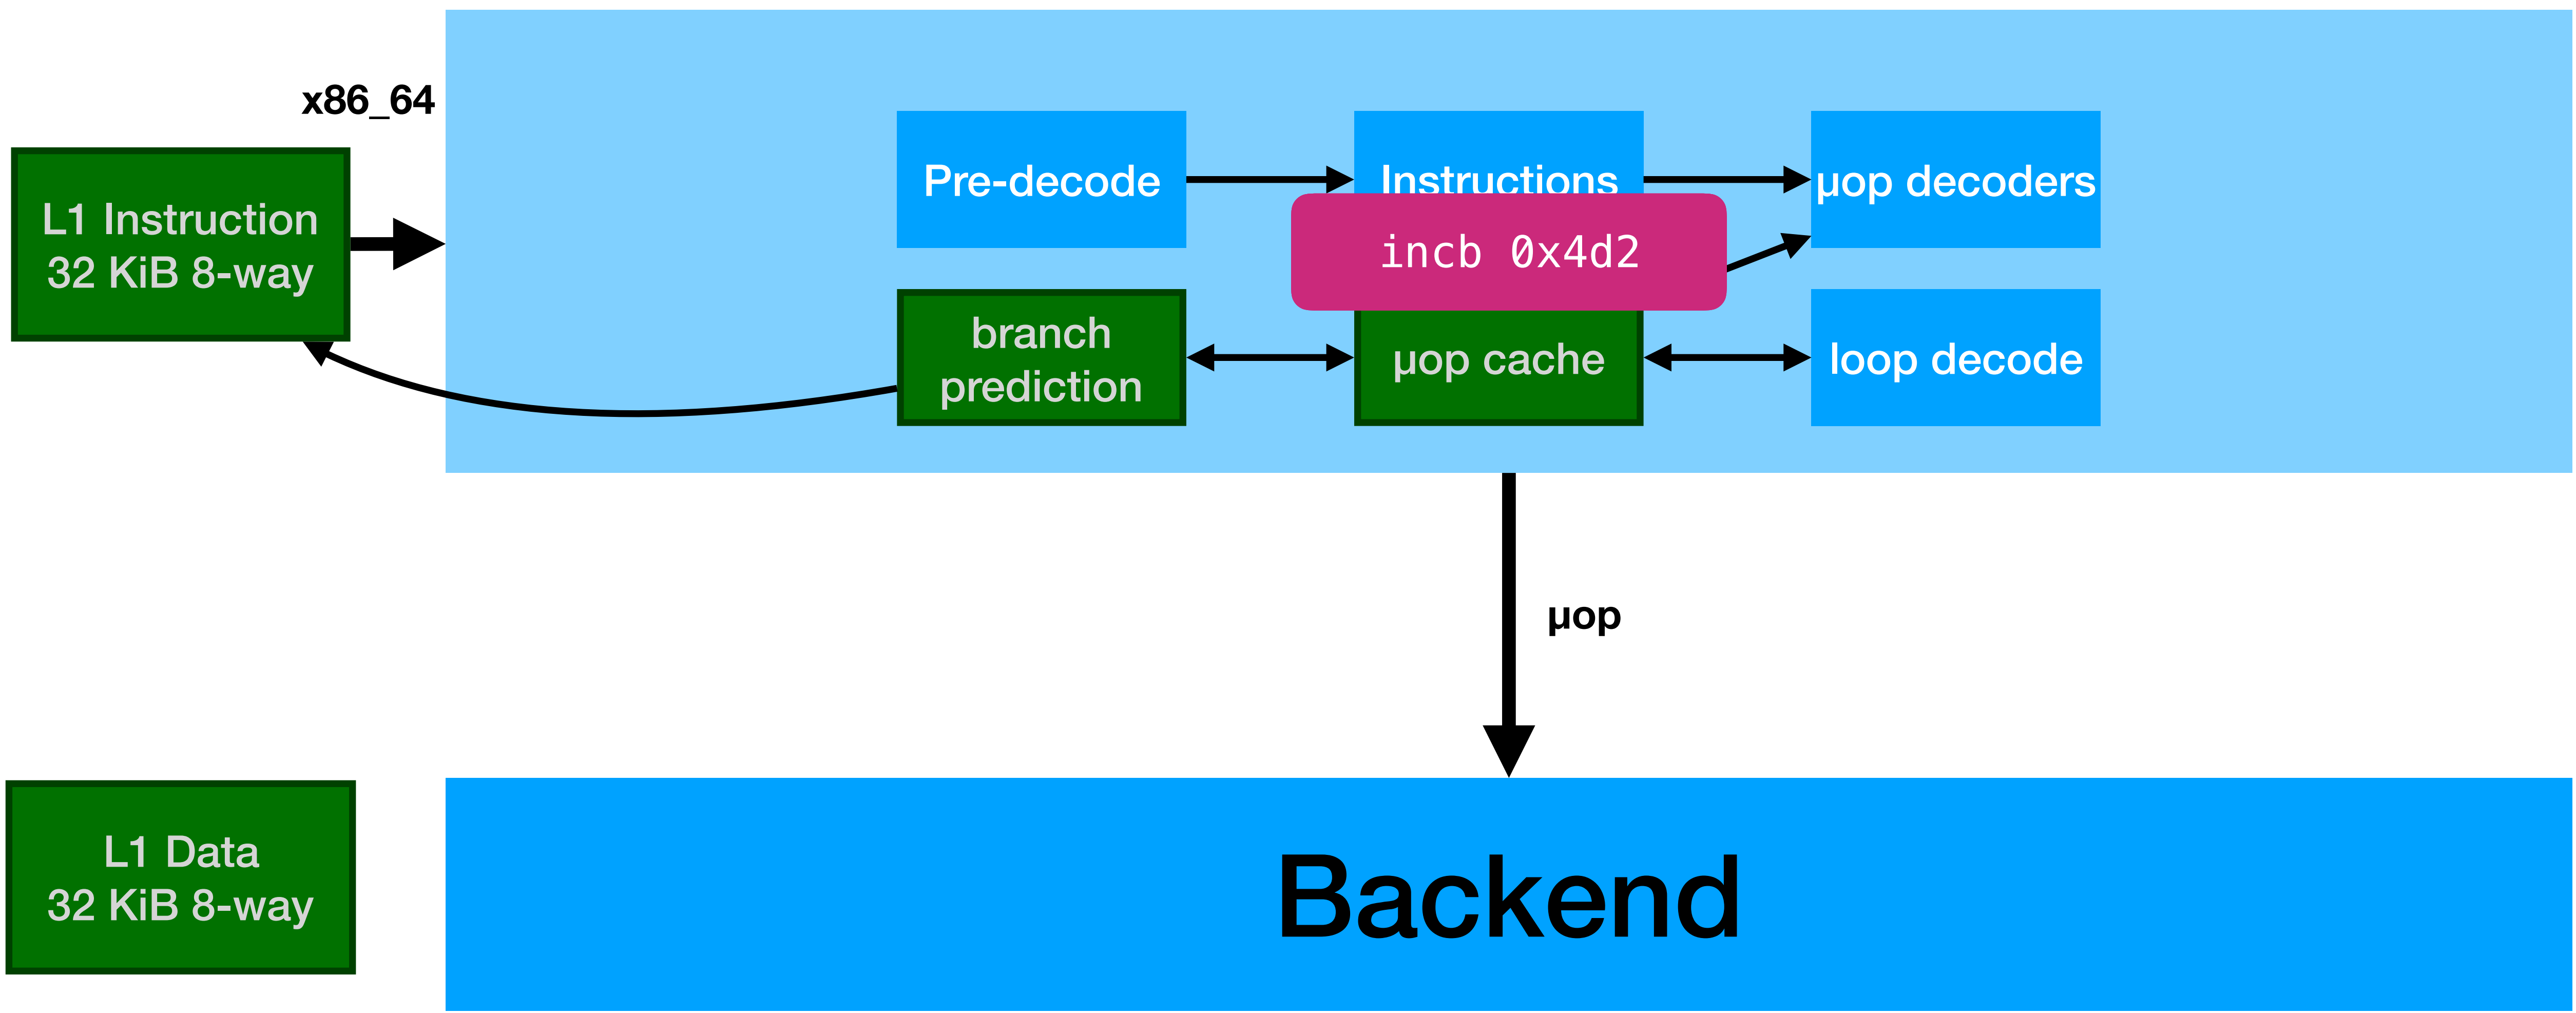 x86_64
L1 Instruction
32 KiB 8-way
Pre-decode
Instructions
µop decoders
incb 0x4d2
branch
prediction
µop cache
loop decode
µop
L1 Data
32 KiB 8-way
Backend